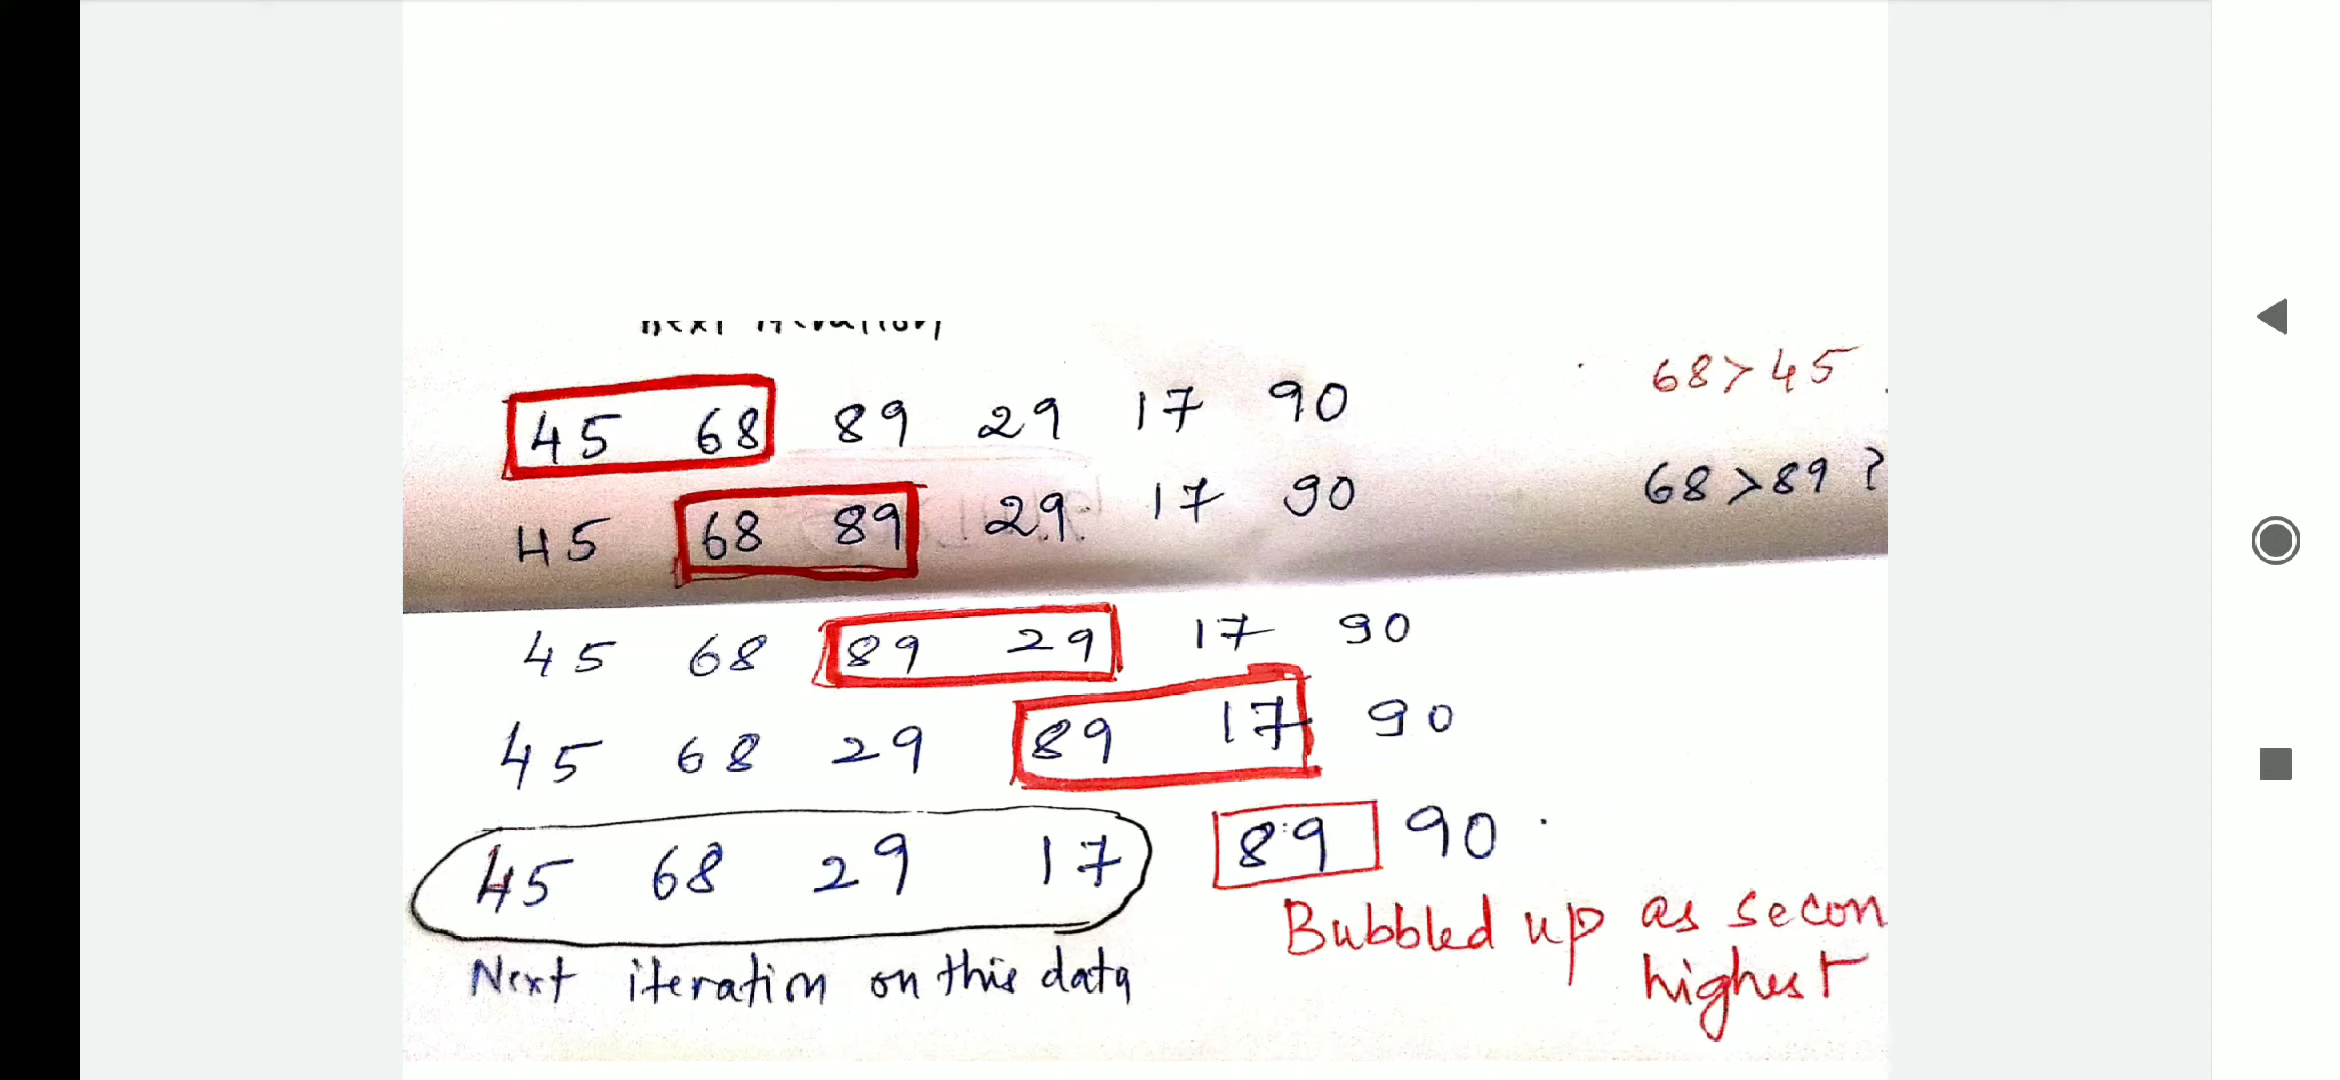 next iteration
45 68 89 29 17 90 68>45
45 68 89 29 17 90 68>89?
45 68 89 29 17 90
45 68 29 89 17 90
45 68 29 17 89 90
Bubbled up as secon
highest
Next iteration on this data